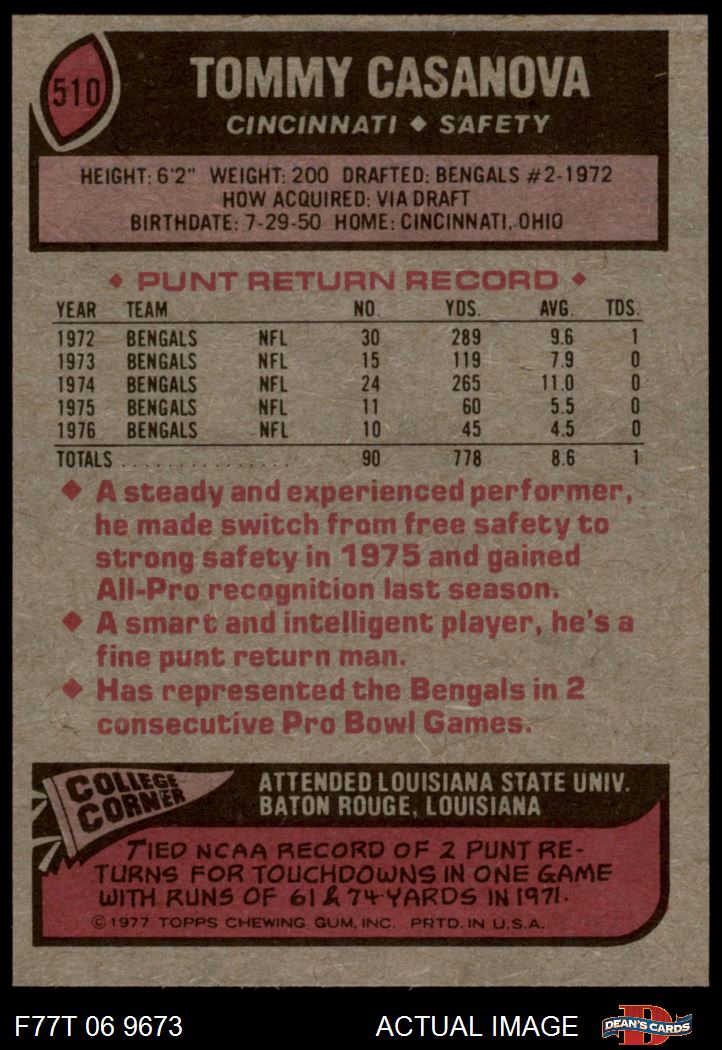 510
TOMMY CASANOVA
CINCINNATI ◆ SAFETY
HEIGHT: 6'2" WEIGHT: 200 DRAFTED: BENGALS #2-1972
HOW ACQUIRED: VIA DRAFT
BIRTHDATE: 7-29-50 HOME: CINCINNATI, OHIO
◆ PUNT RETURN RECORD ◆
YEAR TEAM NO. YDS. AVG. TDS.
1972 BENGALS NFL 30 289 9.6 1
1973 BENGALS NFL 15 119 7.9 0
1974 BENGALS NFL 24 265 11.0 0
1975 BENGALS NFL 11 60 5.5 0
1976 BENGALS NFL 10 45 4.5 0
TOTALS . . . . . . . . . . . . . . . 90 778 8.6 1
◆ A steady and experienced performer,
he made switch from free safety to
strong safety in 1975 and gained
All-Pro recognition last season.
◆ A smart and intelligent player, he's a
fine punt return man.
◆ Has represented the Bengals in 2
consecutive Pro Bowl Games.
COLLEGE
CORNER
ATTENDED LOUISIANA STATE UNIV.
BATON ROUGE, LOUISIANA
TIED NCAA RECORD OF 2 PUNT RE-
TURNS FOR TOUCHDOWNS IN ONE GAME
WITH RUNS OF 61 & 74 YARDS IN 1971.
© 1977 TOPPS CHEWING GUM, INC. PRTD. IN U.S.A.
F77T 06 9673 ACTUAL IMAGE
D
DEAN'S CARDS